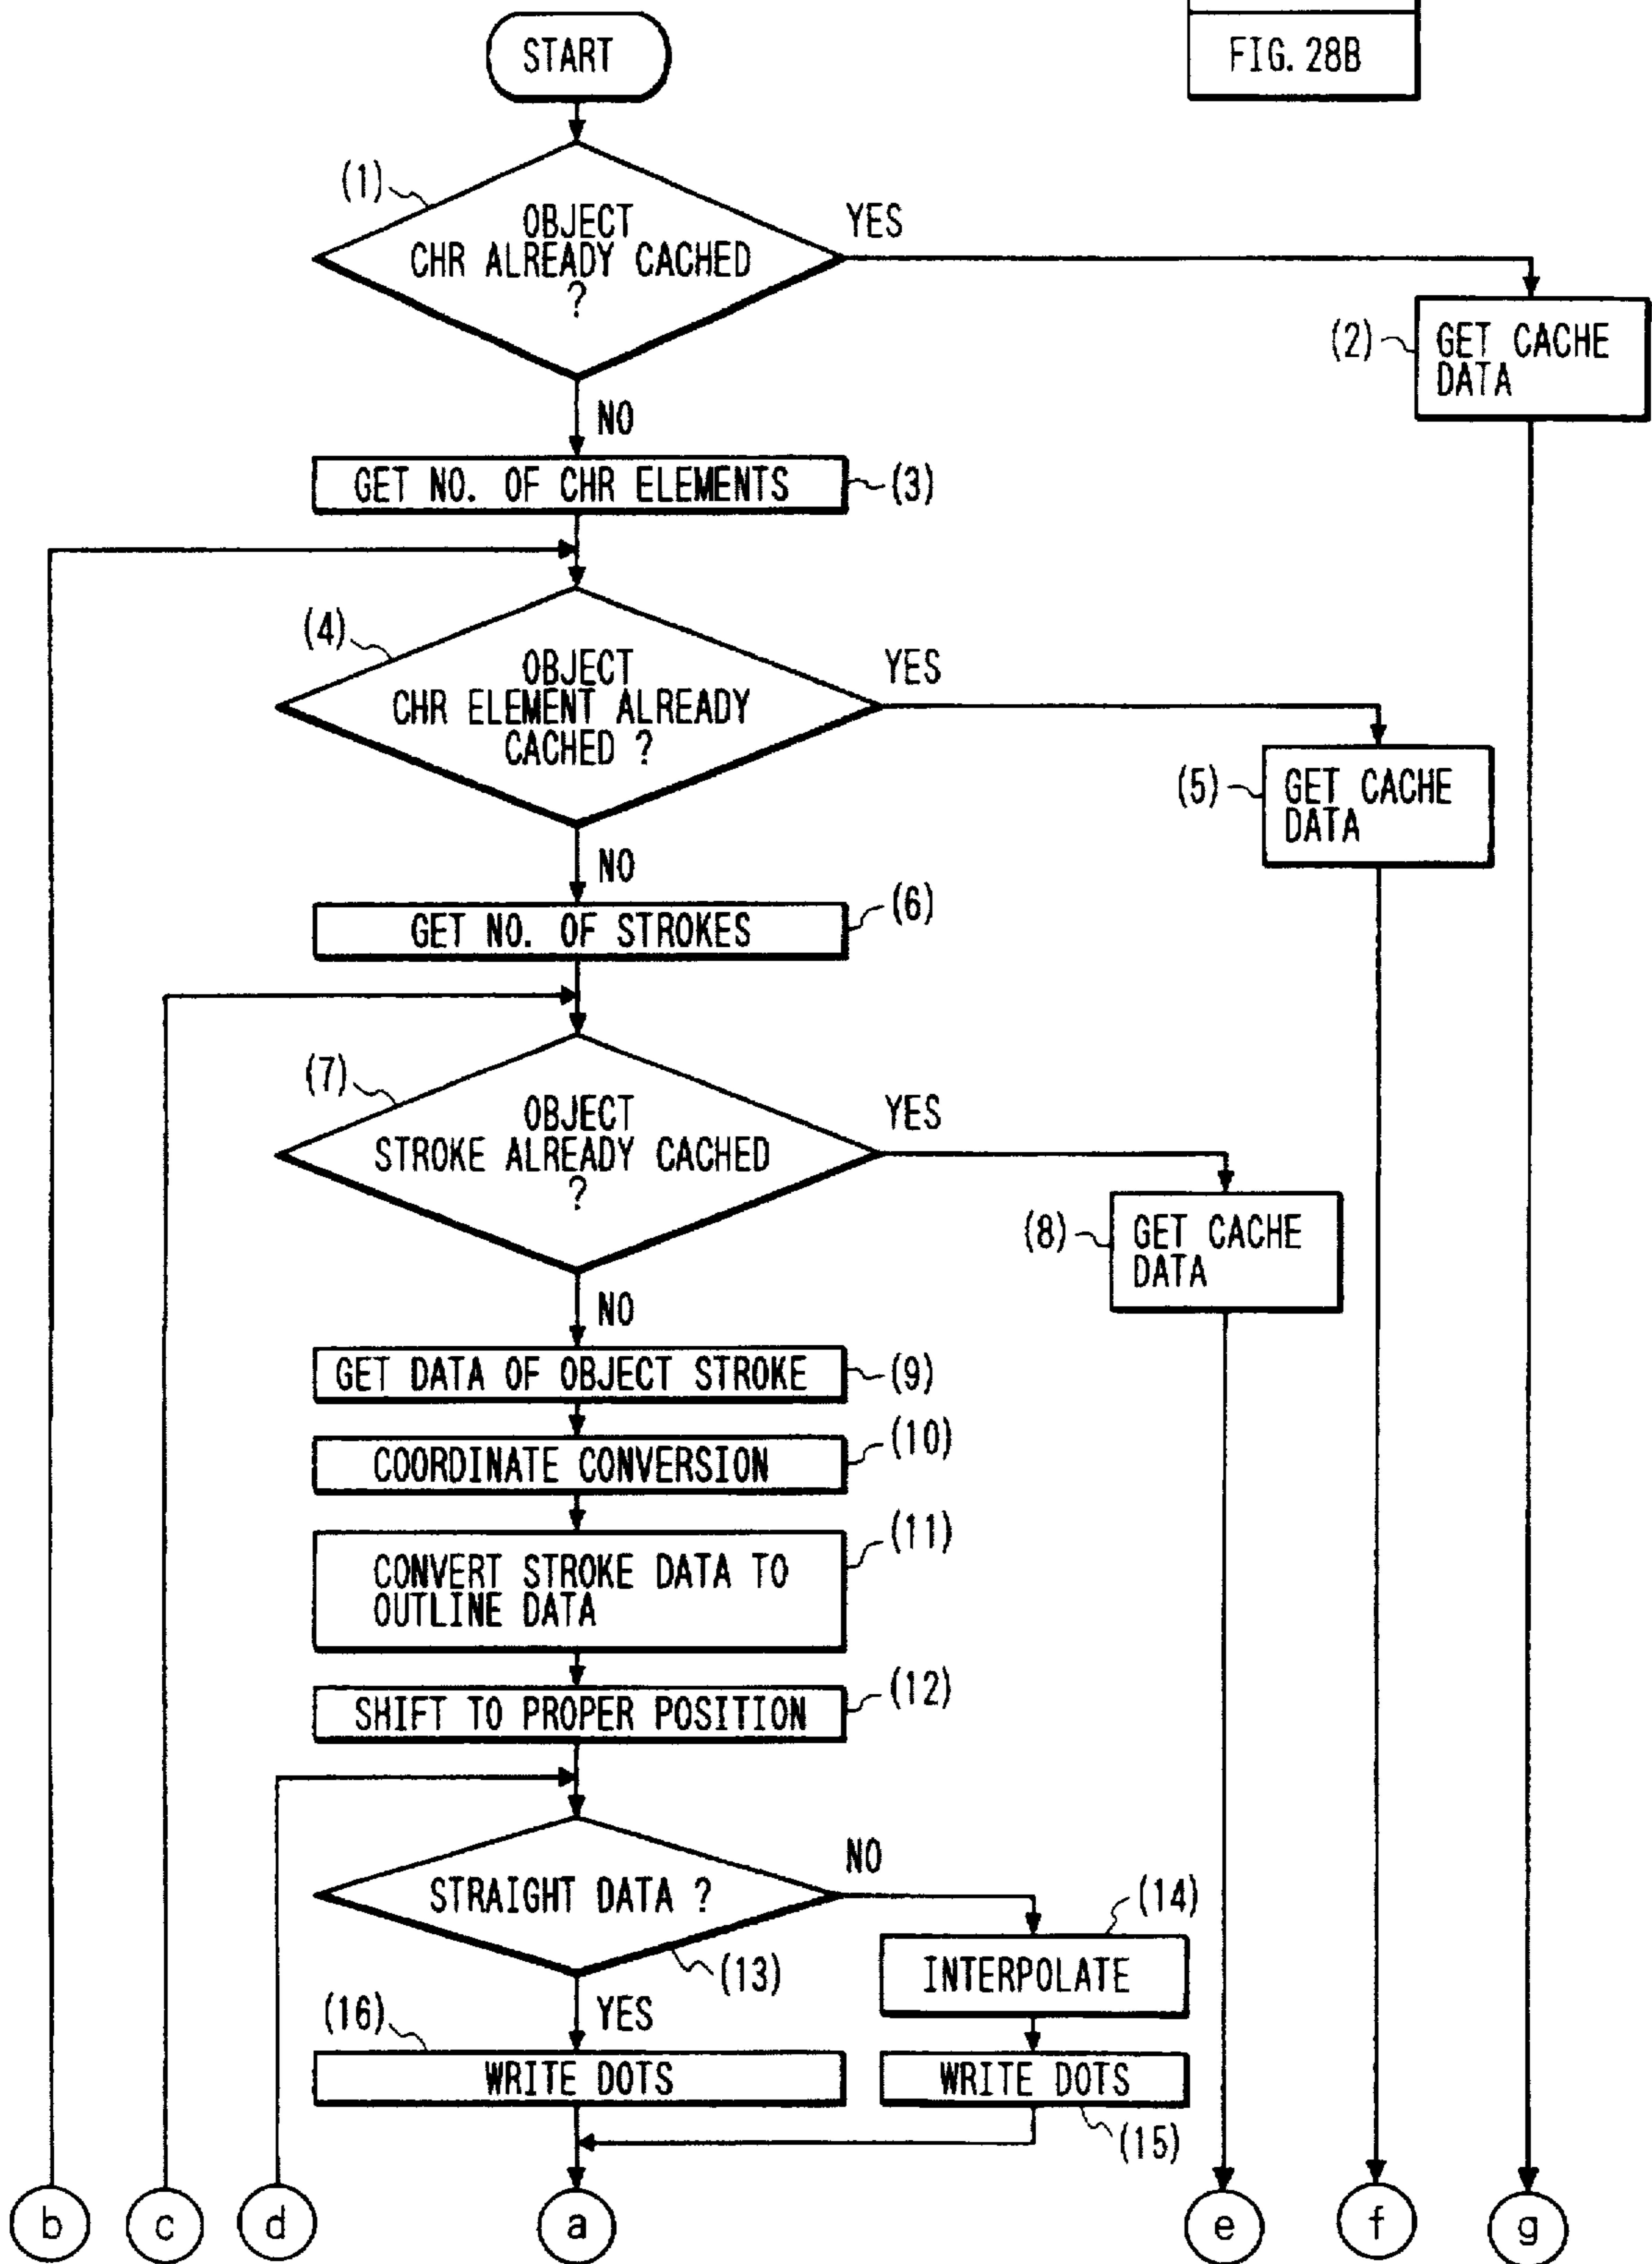 FIG. 28B
START
(1)
OBJECT
CHR ALREADY CACHED
?
YES
(2)
GET CACHE
DATA
NO
GET NO. OF CHR ELEMENTS
(3)
(4)
OBJECT
CHR ELEMENT ALREADY
CACHED ?
YES
(5)
GET CACHE
DATA
NO
GET NO. OF STROKES
(6)
(7)
OBJECT
STROKE ALREADY CACHED
?
YES
(8)
GET CACHE
DATA
NO
GET DATA OF OBJECT STROKE
(9)
COORDINATE CONVERSION
(10)
CONVERT STROKE DATA TO
OUTLINE DATA
(11)
SHIFT TO PROPER POSITION
(12)
STRAIGHT DATA ?
NO
(13)
(14)
INTERPOLATE
YES
(16)
WRITE DOTS
WRITE DOTS
(15)
b
c
d
a
e
f
g